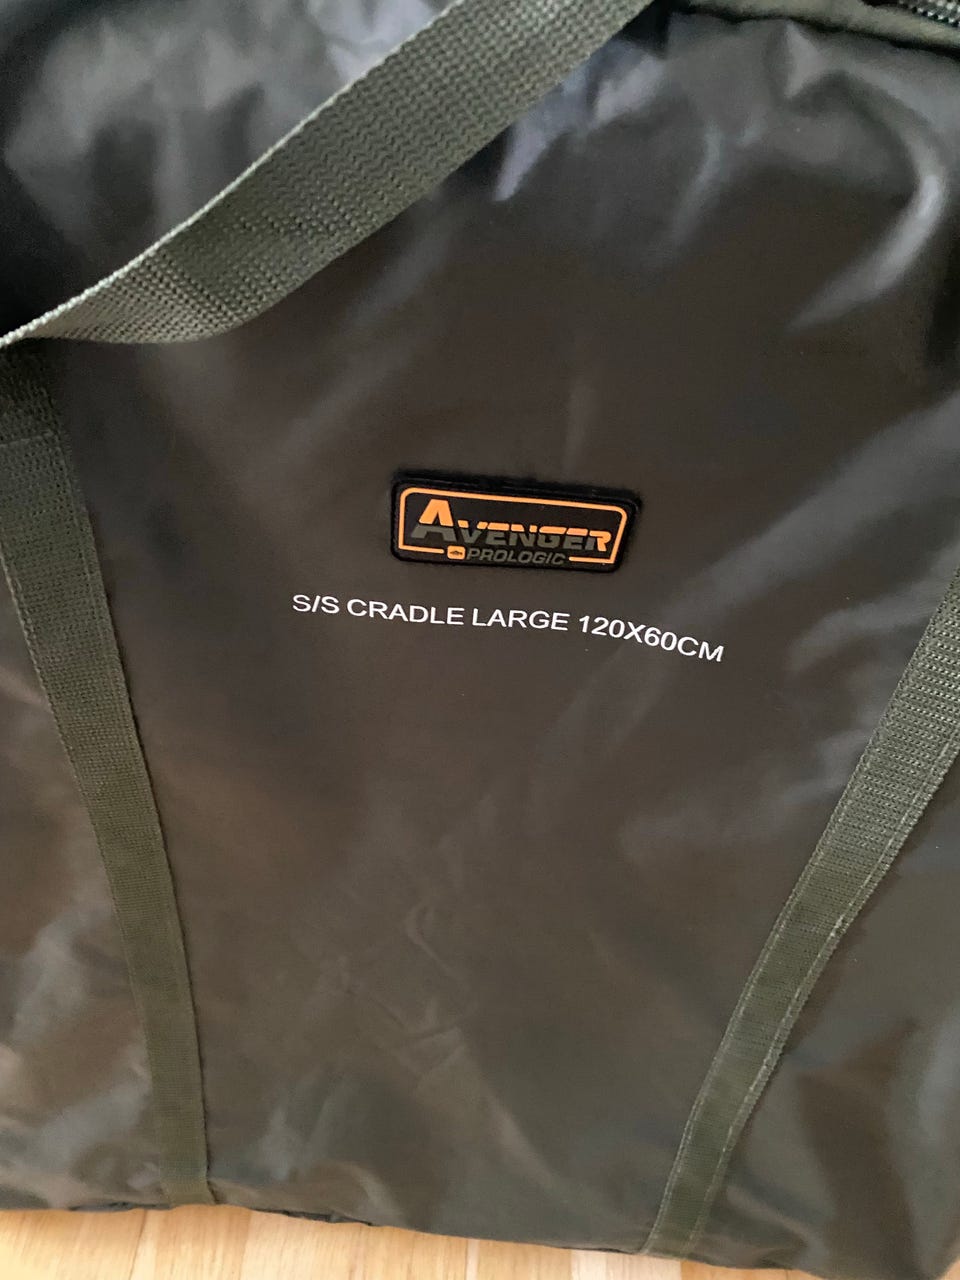 AVENGER
PROLOGIC
S/S CRADLE LARGE 120X60CM